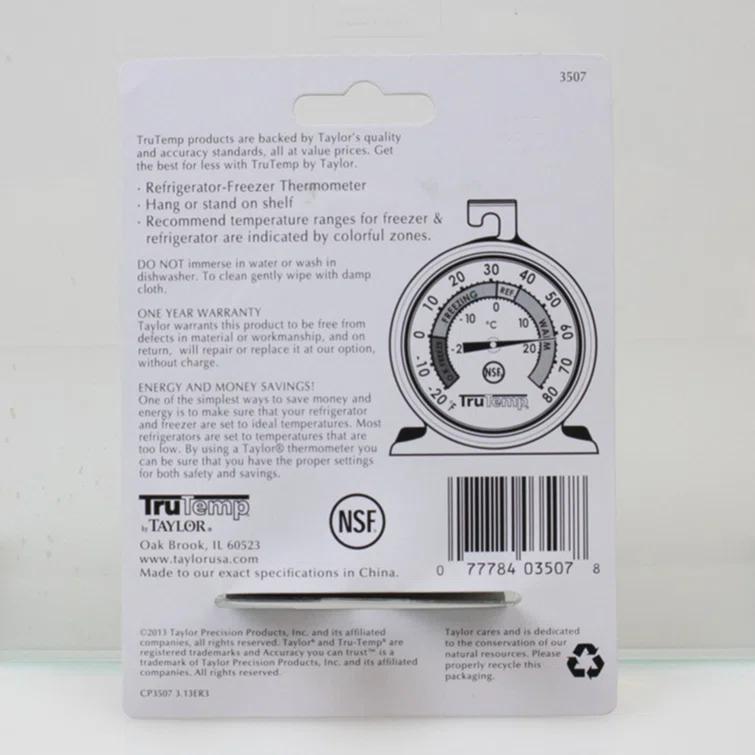 3507
TruTemp products are backed by Taylor's quality
and accuracy standards, all at value prices. Get
the best for less with TruTemp by Taylor.
· Refrigerator-Freezer Thermometer
· Hang or stand on shelf
· Recommend temperature ranges for freezer &
refrigerator are indicated by colorful zones.
DO NOT immerse in water or wash in
dishwasher. To clean gently wipe with damp
cloth.
ONE YEAR WARRANTY
Taylor warrants this product to be free from
defects in material or workmanship, and on
return, will repair or replace it at our option,
without charge.
ENERGY AND MONEY SAVINGS!
One of the simplest ways to save money and
energy is to make sure that your refrigerator
and freezer are set to ideal temperatures. Most
refrigerators are set to temperatures that are
too low. By using a Taylor® thermometer you
can be sure that you have the proper settings
for both safety and savings.
-20 -10 0 10 20 30 40 50 60 70 80
°F
FREEZING REF WARM
-2 -10 0 10 20
°C
NSF
TruTemp
TruTemp
by TAYLOR®
Oak Brook, IL 60523
www.taylorusa.com
Made to our exact specifications in China.
NSF
0 77784 03507 8
©2013 Taylor Precision Products, Inc. and its affiliated
companies, all rights reserved. Taylor® and Tru-Temp® are
registered trademarks and Accuracy you can trust™ is a
trademark of Taylor Precision Products, Inc. and its affiliated
companies. All rights reserved.
CP3507 3.13ER3
Taylor cares and is dedicated
to the conservation of our
natural resources. Please
properly recycle this
packaging.